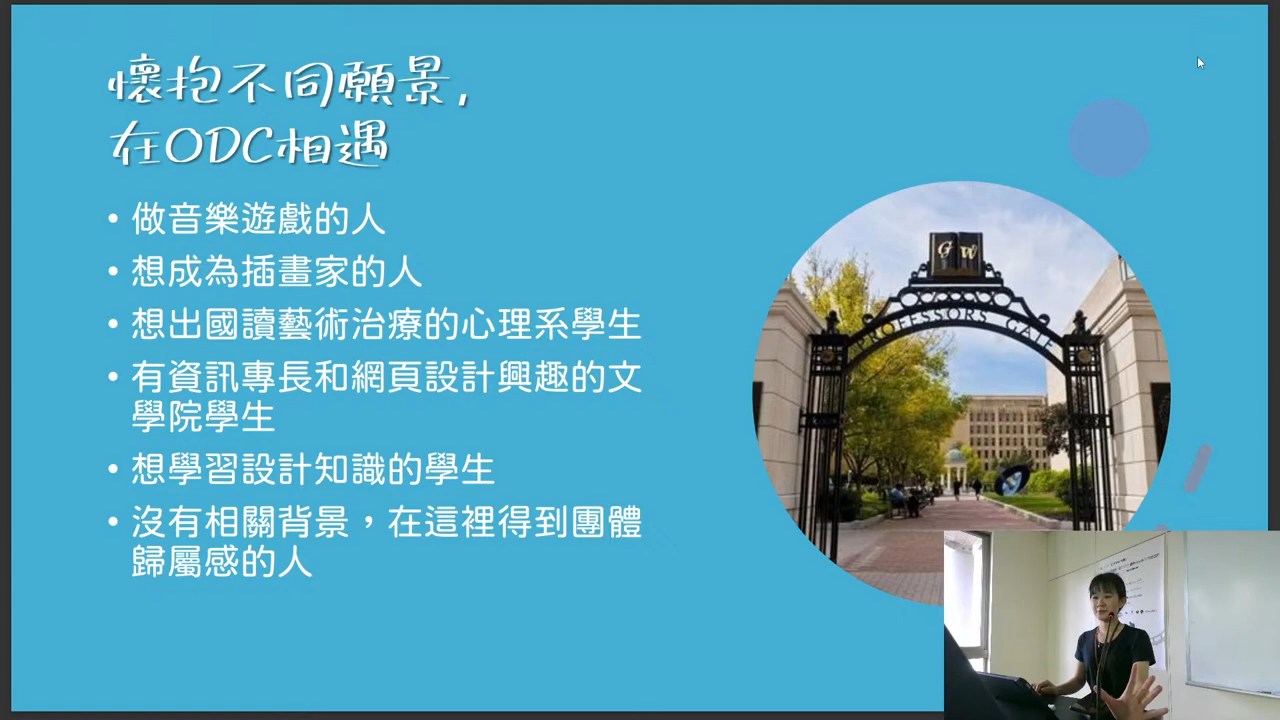 懷抱不同願景,
在ODC相遇
• 做音樂遊戲的人
• 想成為插畫家的人
• 想出國讀藝術治療的心理系學生
• 有資訊專長和網頁設計興趣的文
學院學生
• 想學習設計知識的學生
• 沒有相關背景，在這裡得到團體
歸屬感的人
G W
PROFESSORS GATE